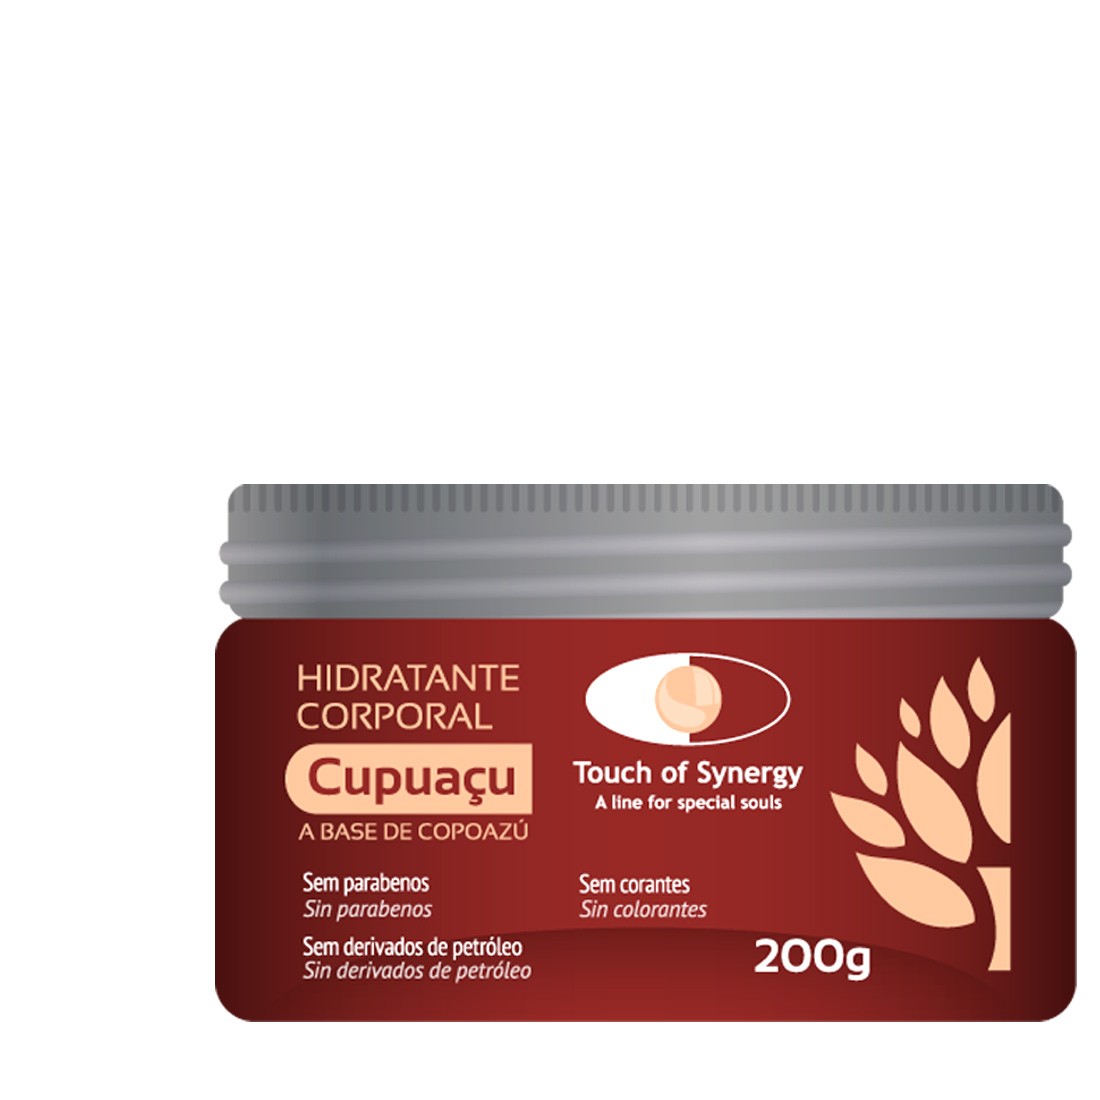 HIDRATANTE
CORPORAL
Cupuaçu
A BASE DE COPOAZÚ
Touch of Synergy
A line for special souls
Sem parabenos
Sin parabenos
Sem derivados de petróleo
Sin derivados de petróleo
Sem corantes
Sin colorantes
200g